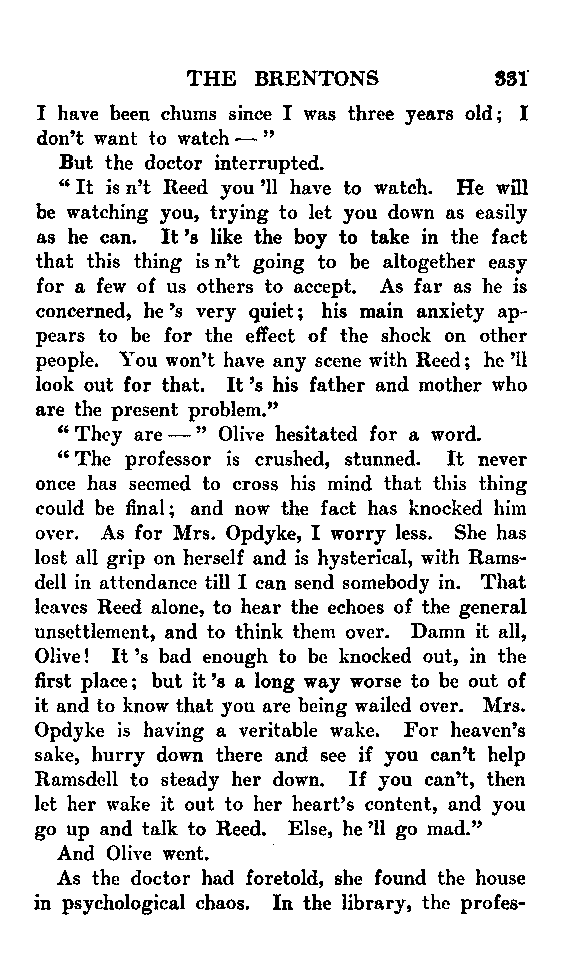 THE BRENTONS 331
I have been chums since I was three years old; I
don't want to watch — "
But the doctor interrupted.
" It is n't Reed you 'll have to watch. He will
be watching you, trying to let you down as easily
as he can. It 's like the boy to take in the fact
that this thing is n't going to be altogether easy
for a few of us others to accept. As far as he is
concerned, he 's very quiet; his main anxiety ap-
pears to be for the effect of the shock on other
people. You won't have any scene with Reed; he 'll
look out for that. It 's his father and mother who
are the present problem."
" They are — " Olive hesitated for a word.
" The professor is crushed, stunned. It never
once has seemed to cross his mind that this thing
could be final; and now the fact has knocked him
over. As for Mrs. Opdyke, I worry less. She has
lost all grip on herself and is hysterical, with Rams-
dell in attendance till I can send somebody in. That
leaves Reed alone, to hear the echoes of the general
unsettlement, and to think them over. Damn it all,
Olive! It 's bad enough to be knocked out, in the
first place; but it 's a long way worse to be out of
it and to know that you are being wailed over. Mrs.
Opdyke is having a veritable wake. For heaven's
sake, hurry down there and see if you can't help
Ramsdell to steady her down. If you can't, then
let her wake it out to her heart's content, and you
go up and talk to Reed. Else, he 'll go mad."
And Olive went.
As the doctor had foretold, she found the house
in psychological chaos. In the library, the profes-